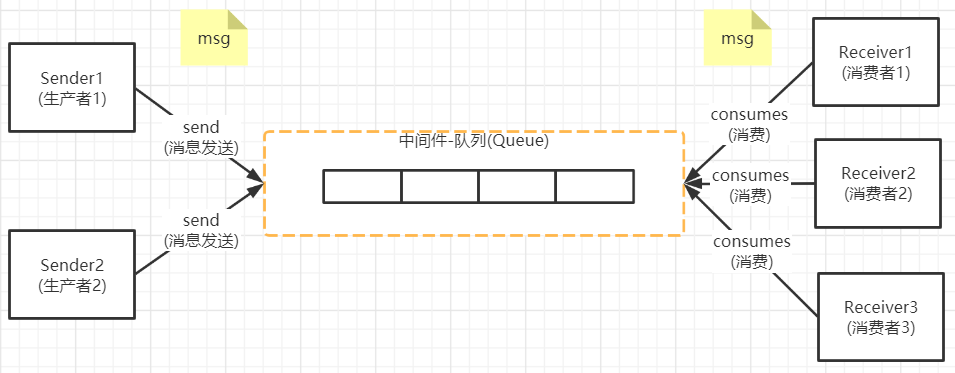 msg
msg
Sender1
(生产者1)
send
(消息发送)
Sender2
(生产者2)
send
(消息发送)
中间件-队列(Queue)
Receiver1
(消费者1)
consumes
(消费)
Receiver2
(消费者2)
consumes
(消费)
Receiver3
(消费者3)
consumes
(消费)